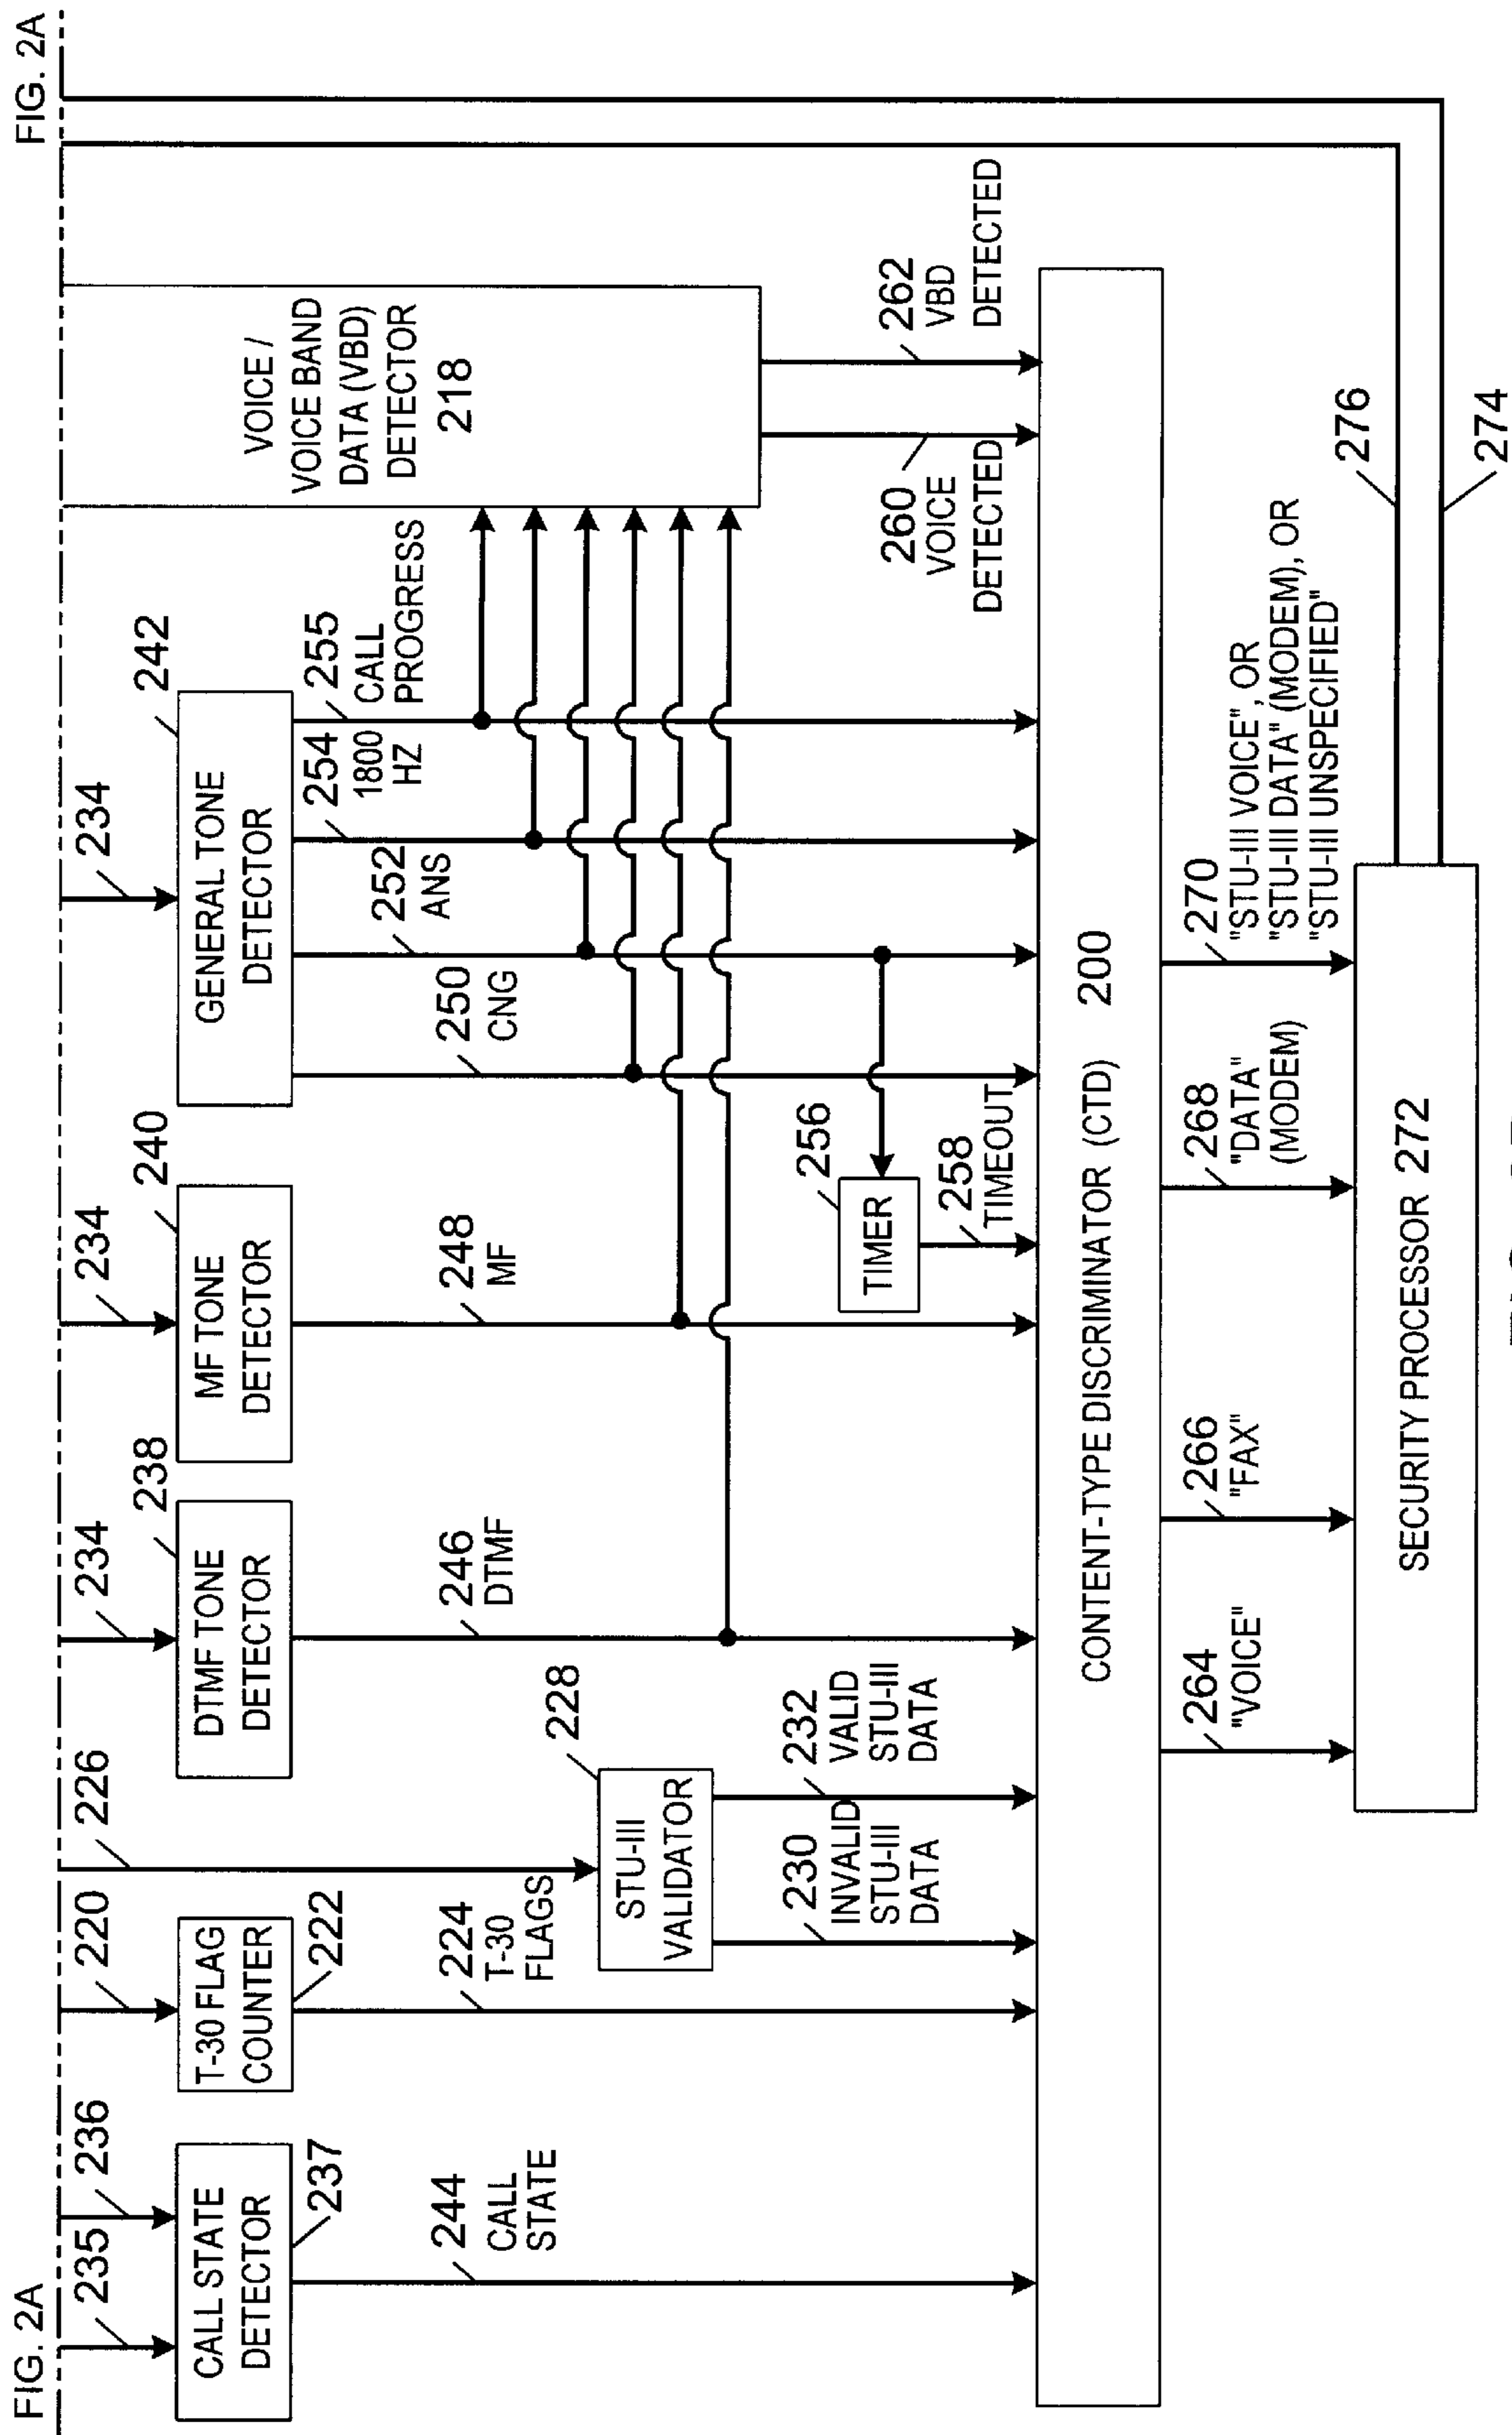 FIG. 2A
FIG. 2A
235
236
220
226
234
234
234
CALL STATE
DETECTOR
237
T-30 FLAG
COUNTER
222
238
DTMF TONE
DETECTOR
240
MF TONE
DETECTOR
242
GENERAL TONE
DETECTOR
VOICE /
VOICE BAND
DATA (VBD)
DETECTOR
218
244
CALL
STATE
224
T-30
FLAGS
246
DTMF
248
MF
250
CNG
252
ANS
254
1800
HZ
255
CALL
PROGRESS
228
STU-III
VALIDATOR
230
INVALID
STU-III
DATA
232
VALID
STU-III
DATA
256
TIMER
258
TIMEOUT
260
VOICE
DETECTED
262
VBD
DETECTED
CONTENT-TYPE DISCRIMINATOR (CTD) 200
264
"VOICE"
266
"FAX"
268
"DATA"
(MODEM)
270
"STU-III VOICE", OR
"STU-III DATA" (MODEM), OR
"STU-III UNSPECIFIED"
SECURITY PROCESSOR 272
276
274